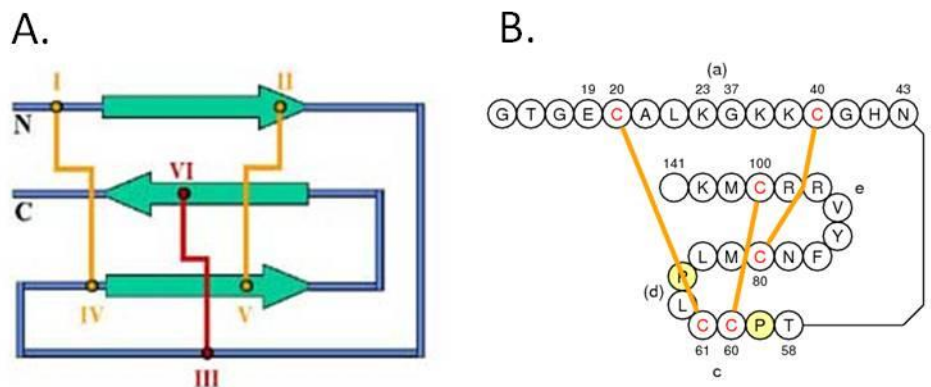 A.
I II
N
VI
C
IV V
III
B.
(a)
19 20 23 37 40 43
G T G E C A L K G K K C G H N
141 100
K M C R R e
V
Y
L M C N F
P 80
(d) L
C C P T
61 60 58
c